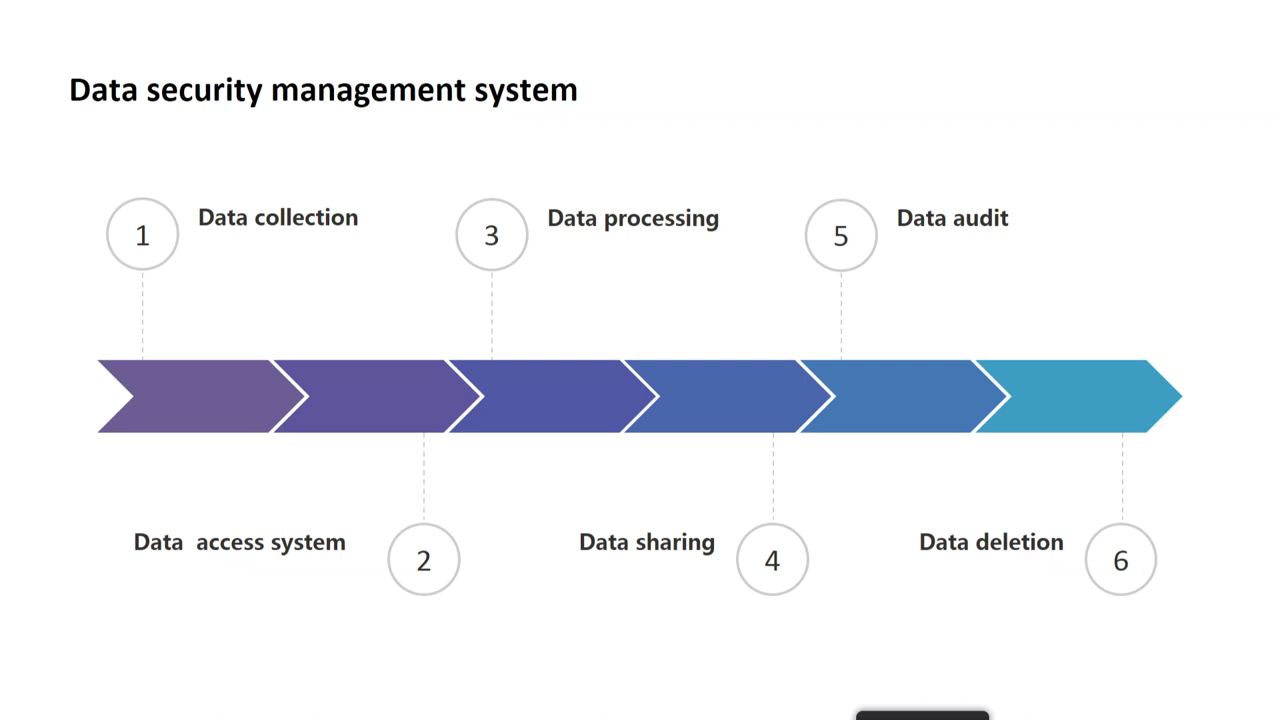 Data security management system
1
Data collection
3
Data processing
5
Data audit
Data  access system
2
Data sharing
4
Data deletion
6